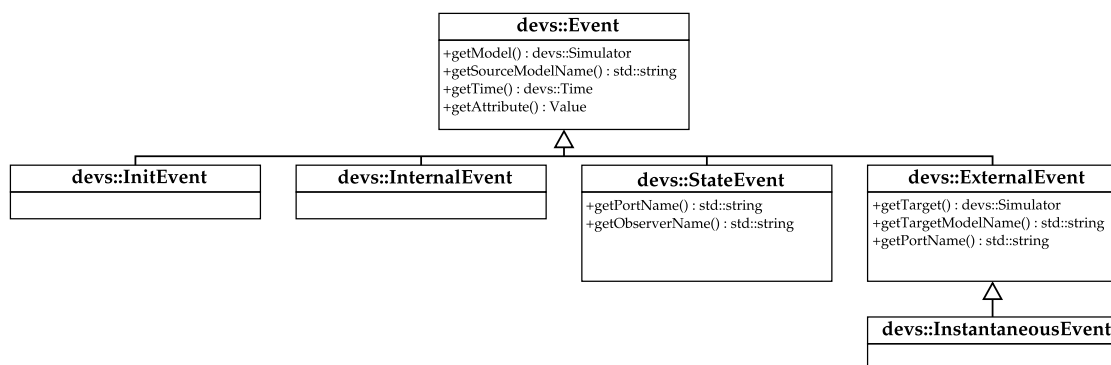 devs::Event
+getModel() : devs::Simulator
+getSourceModelName() : std::string
+getTime() : devs::Time
+getAttribute() : Value
devs::InitEvent
devs::InternalEvent
devs::StateEvent
+getPortName() : std::string
+getObserverName() : std::string
devs::ExternalEvent
+getTarget() : devs::Simulator
+getTargetModelName() : std::string
+getPortName() : std::string
devs::InstantaneousEvent